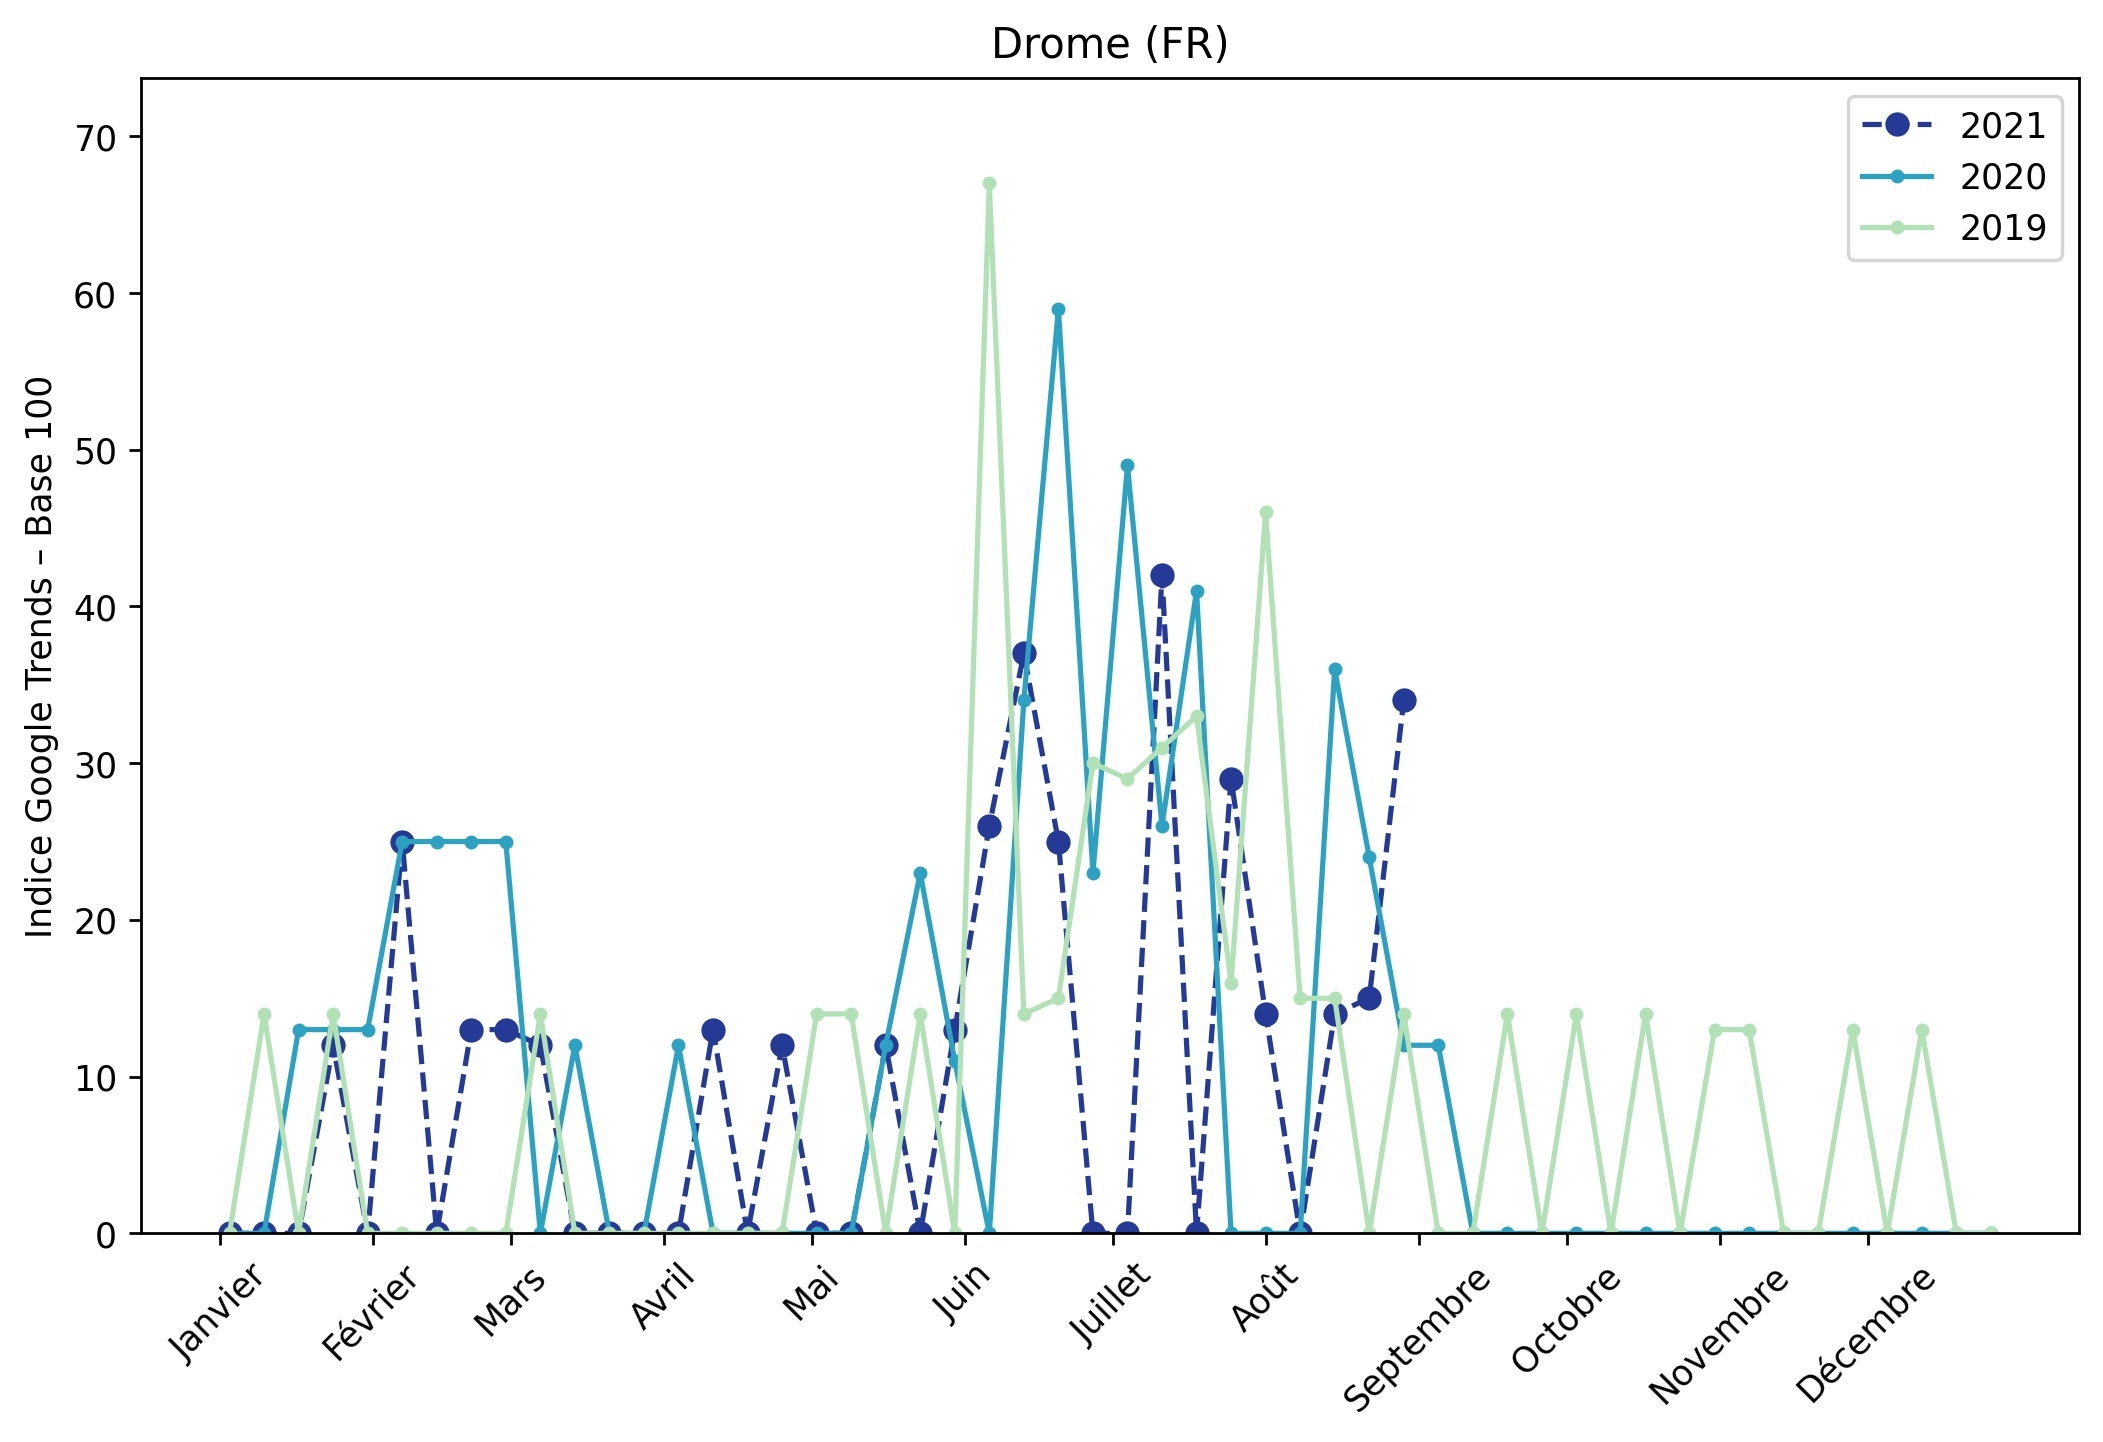 Drome (FR)
Indice Google Trends – Base 100
70
60
50
40
30
20
10
0
2021
2020
2019
Janvier
Février
Mars
Avril
Mai
Juin
Juillet
Août
Septembre
Octobre
Novembre
Décembre